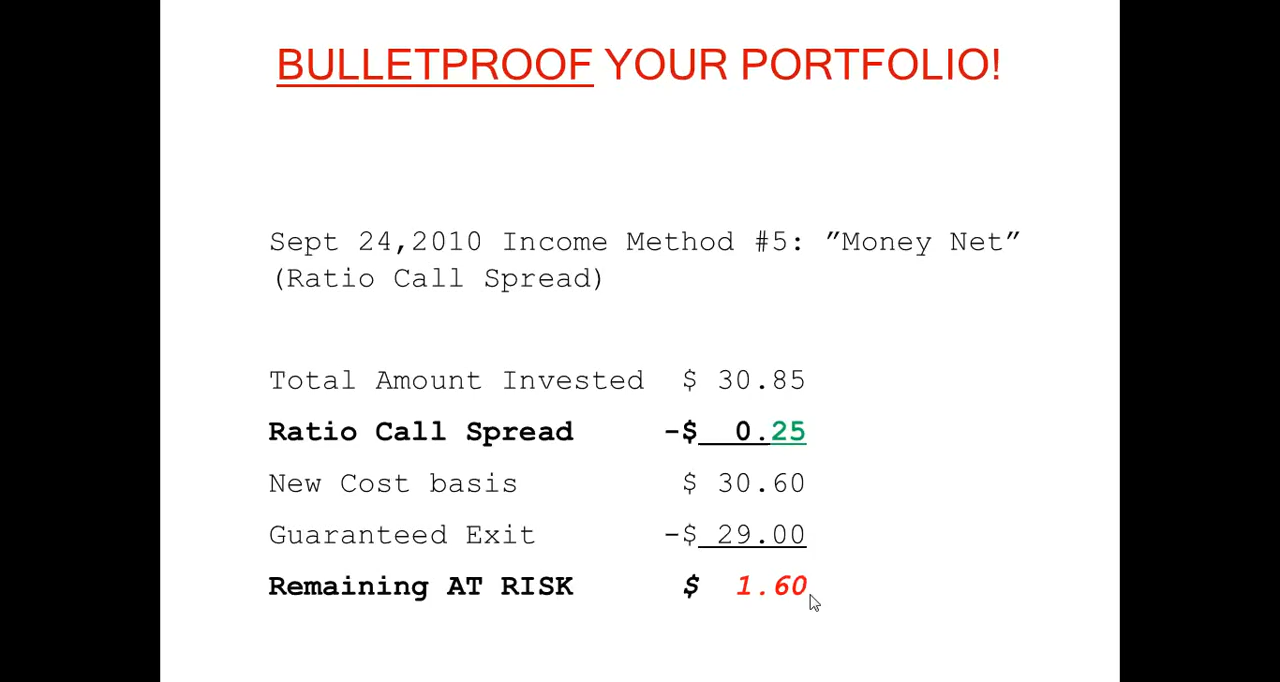 BULLETPROOF YOUR PORTFOLIO!
Sept 24,2010 Income Method #5: ”Money Net”
(Ratio Call Spread)
Total Amount Invested $ 30.85
Ratio Call Spread -$ 0.25
New Cost basis $ 30.60
Guaranteed Exit -$ 29.00
Remaining AT RISK $ 1.60